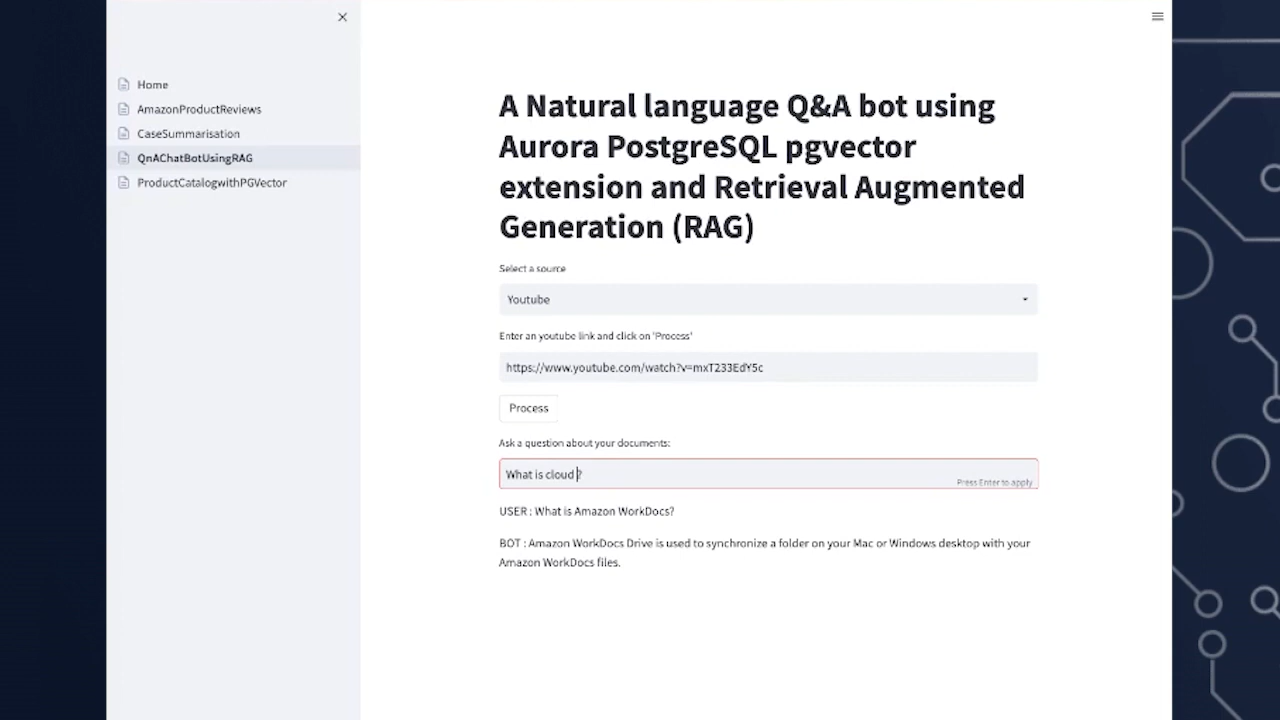 Home
AmazonProductReviews
CaseSummarisation
QnAChatBotUsingRAG
ProductCatalogwithPGVector
A Natural language Q&A bot using
Aurora PostgreSQL pgvector
extension and Retrieval Augmented
Generation (RAG)
Select a source
Youtube
Enter an youtube link and click on 'Process'
https://www.youtube.com/watch?v=mxT233EdY5c
Process
Ask a question about your documents:
What is cloud ?
Press Enter to apply
USER : What is Amazon WorkDocs?
BOT : Amazon WorkDocs Drive is used to synchronize a folder on your Mac or Windows desktop with your
Amazon WorkDocs files.